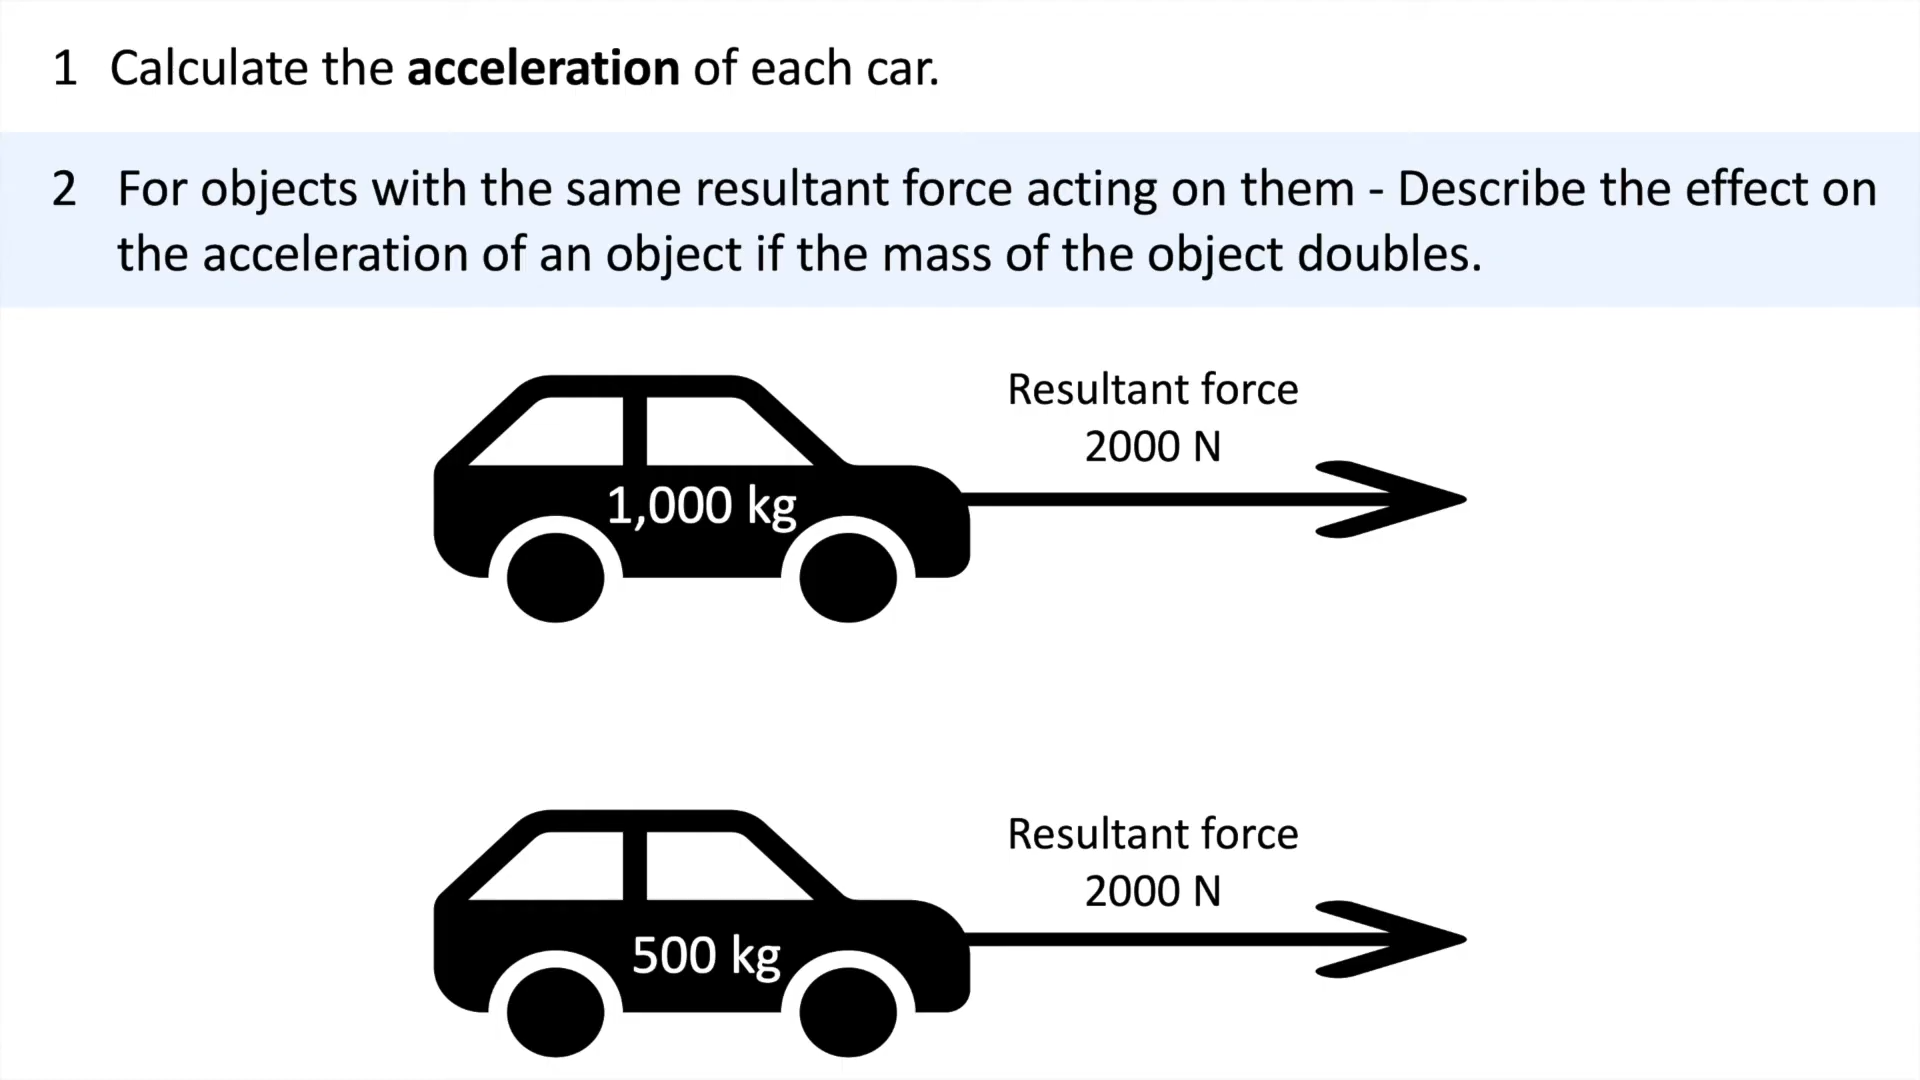 1 Calculate the acceleration of each car.
2 For objects with the same resultant force acting on them - Describe the effect on
the acceleration of an object if the mass of the object doubles.
Resultant force
2000 N
1,000 kg
Resultant force
2000 N
500 kg